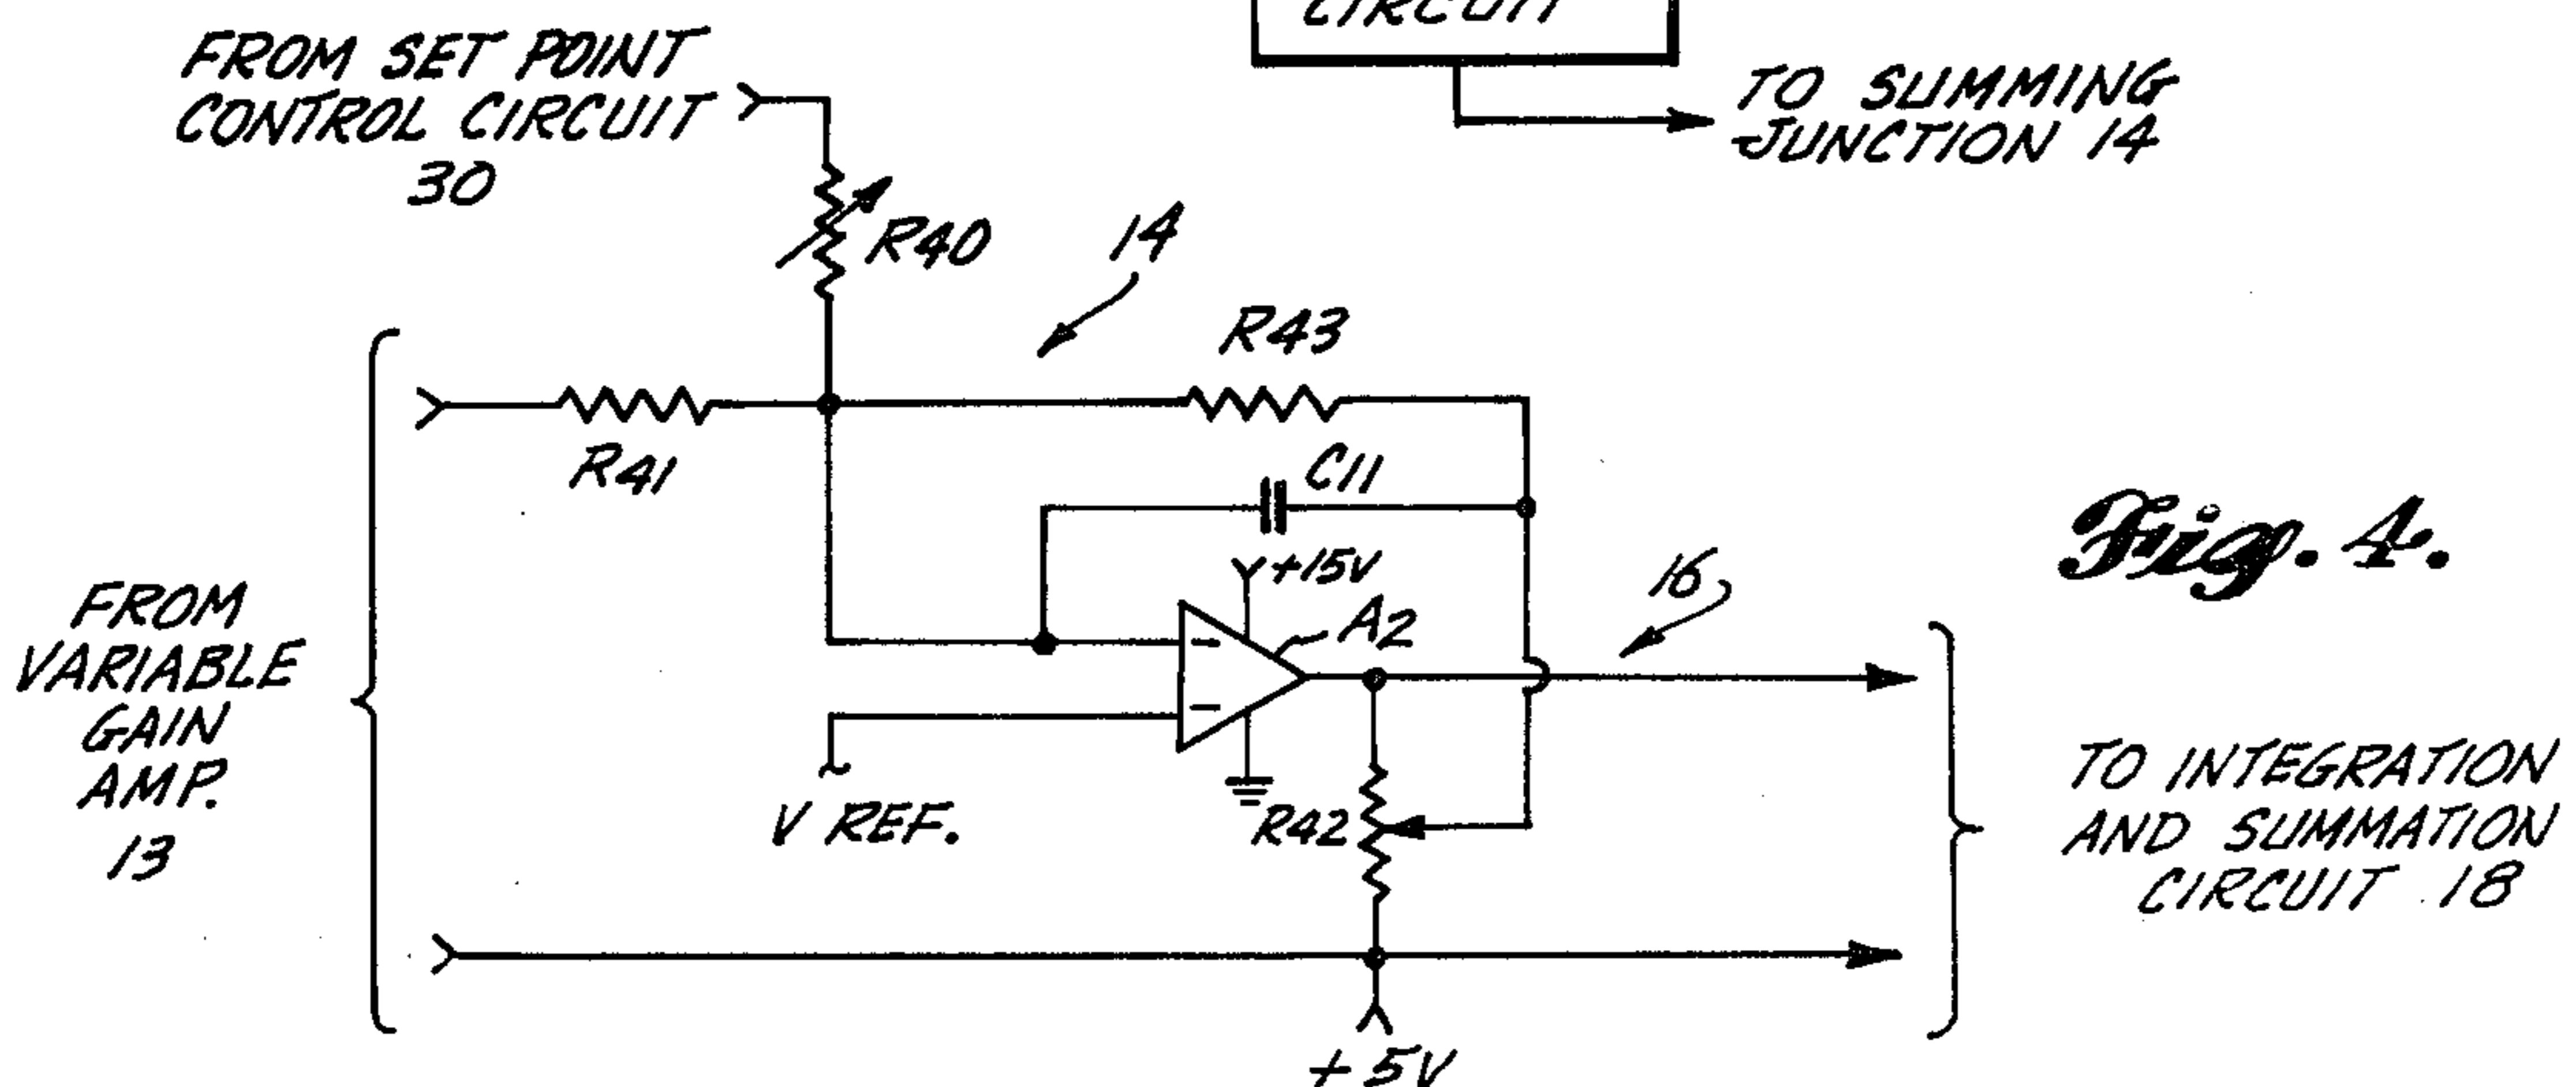 CIRCUIT
FROM SET POINT
CONTROL CIRCUIT
30
TO SUMMING
JUNCTION 14
R40
14
R43
R41
C11
+15V
A2
16
Fig. 4.
FROM
VARIABLE
GAIN
AMP.
13
V REF.
R42
TO INTEGRATION
AND SUMMATION
CIRCUIT 18
+5V